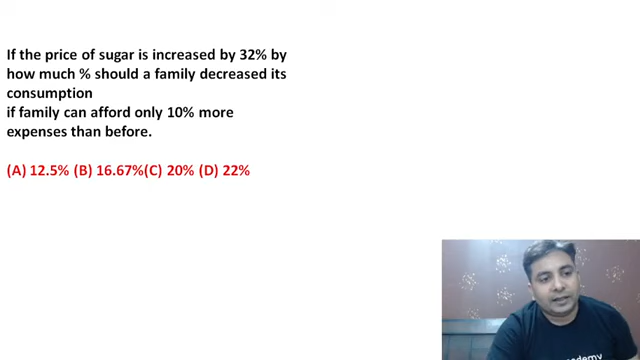 If the price of sugar is increased by 32% by
how much % should a family decreased its
consumption
if family can afford only 10% more
expenses than before.
(A) 12.5% (B) 16.67%(C) 20% (D) 22%